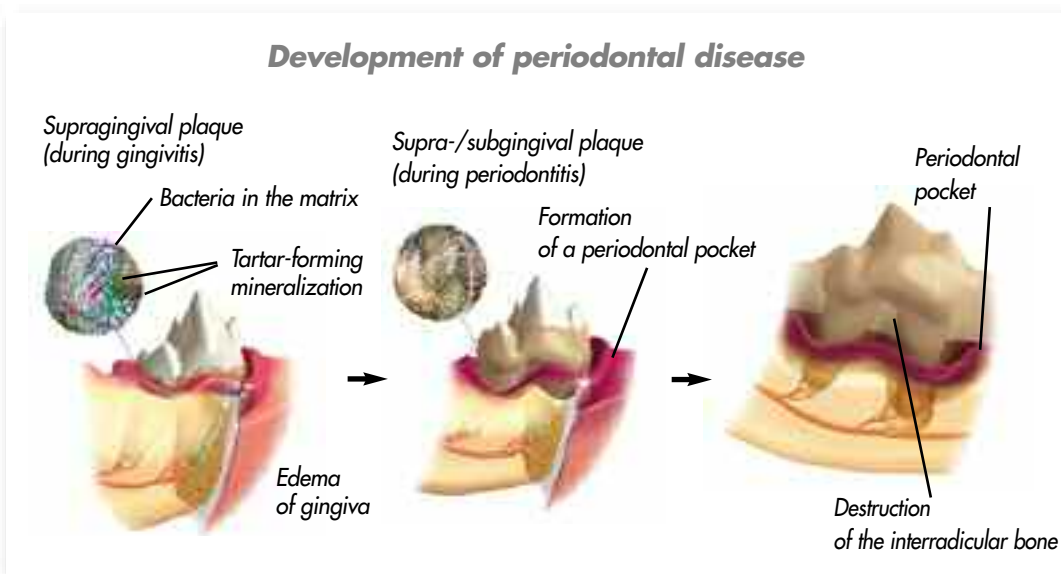 Development of periodontal disease
Supragingival plaque
(during gingivitis)
Bacteria in the matrix
Tartar-forming
mineralization
Edema
of gingiva
Supra-/subgingival plaque
(during periodontitis)
Formation
of a periodontal pocket
Periodontal
pocket
Destruction
of the interradicular bone